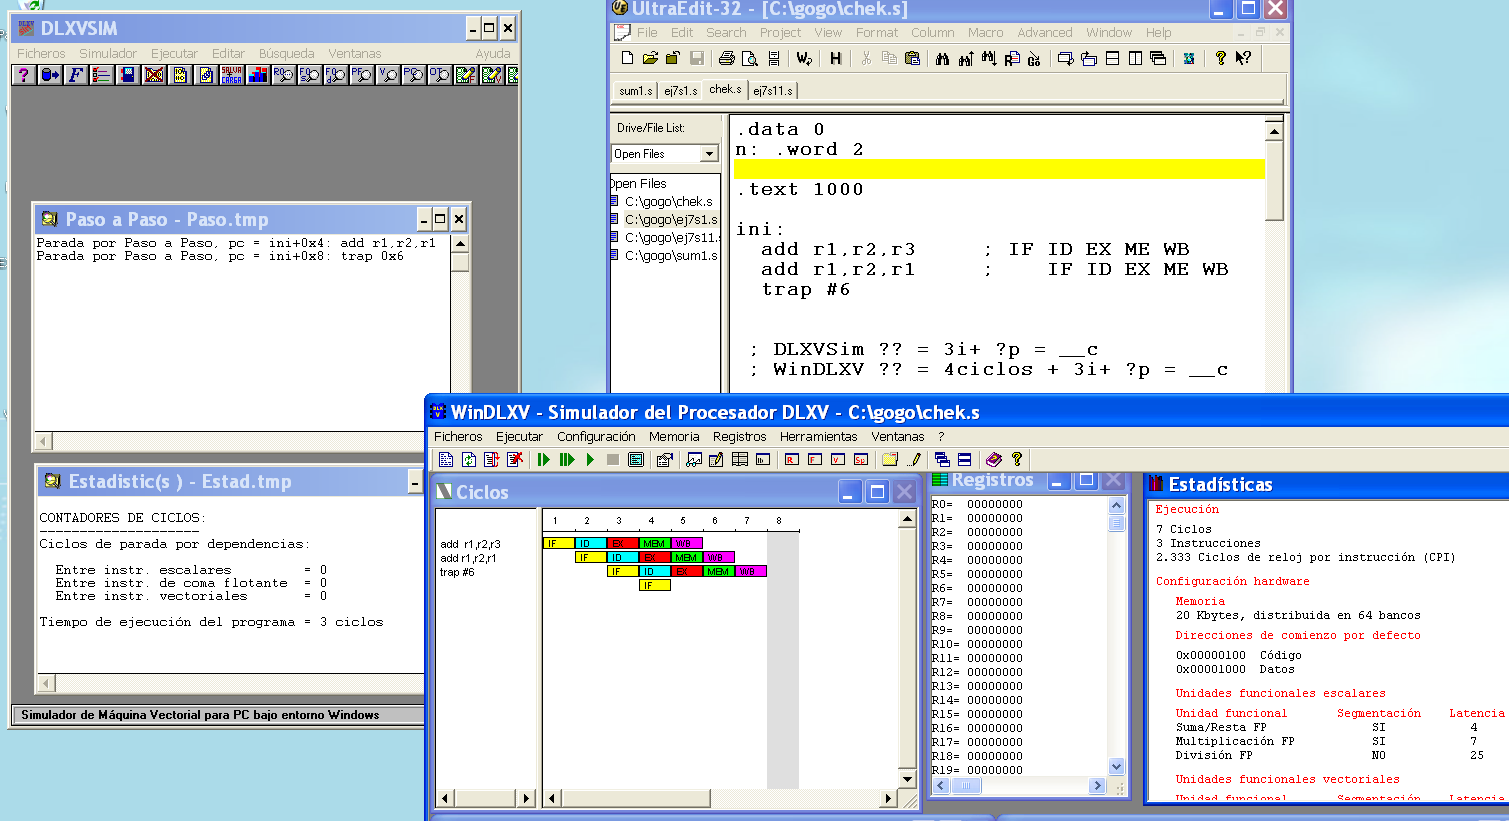 DLXVSIM
Ficheros Simulador Ejecutar Editar Búsqueda Ventanas Ayuda
Paso a Paso - Paso.tmp
Parada por Paso a Paso, pc = ini+0x4: add r1,r2,r1
Parada por Paso a Paso, pc = ini+0x8: trap 0x6
Estadistic(s ) - Estad.tmp
CONTADORES DE CICLOS:
--------------------
Ciclos de parada por dependencias:
Entre instr. escalares = 0
Entre instr. de coma flotante = 0
Entre instr. vectoriales = 0
Tiempo de ejecución del programa = 3 ciclos
Simulador de Máquina Vectorial para PC bajo entorno Windows
UltraEdit-32 - [C:\gogo\chek.s]
File Edit Search Project View Format Column Macro Advanced Window Help
sum1.s ej7s1.s chek.s ej7s11.s
Drive/File List:
Open Files
Open Files
C:\gogo\chek.s
C:\gogo\ej7s1.s
C:\gogo\ej7s11.
C:\gogo\sum1.s
.data 0
n: .word 2
.text 1000
ini:
add r1,r2,r3 ; IF ID EX ME WB
add r1,r2,r1 ; IF ID EX ME WB
trap #6
; DLXVSim ?? = 3i+ ?p = __c
; WinDLXV ?? = 4ciclos + 3i+ ?p = __c
WinDLXV - Simulador del Procesador DLXV - C:\gogo\chek.s
Ficheros Ejecutar Configuración Memoria Registros Herramientas Ventanas ?
Ciclos
1 2 3 4 5 6 7 8
add r1,r2,r3 IF ID EX MEM WB
add r1,r2,r1 IF ID EX MEM WB
trap #6 IF ID EX MEM WB
IF
Registros
R0= 00000000
R1= 00000000
R2= 00000000
R3= 00000000
R4= 00000000
R5= 00000000
R6= 00000000
R7= 00000000
R8= 00000000
R9= 00000000
R10= 00000000
R11= 00000000
R12= 00000000
R13= 00000000
R14= 00000000
R15= 00000000
R16= 00000000
R17= 00000000
R18= 00000000
R19= 00000000
Estadísticas
Ejecución
7 Ciclos
3 Instrucciones
2.333 Ciclos de reloj por instrucción (CPI)
Configuración hardware
Memoria
20 Kbytes, distribuida en 64 bancos
Direcciones de comienzo por defecto
0x00000100 Código
0x00001000 Datos
Unidades funcionales escalares
Unidad funcional Segmentación Latencia
Suma/Resta FP SI 4
Multiplicación FP SI 7
División FP NO 25
Unidades funcionales vectoriales
Unidad funcional Segmentación Latencia